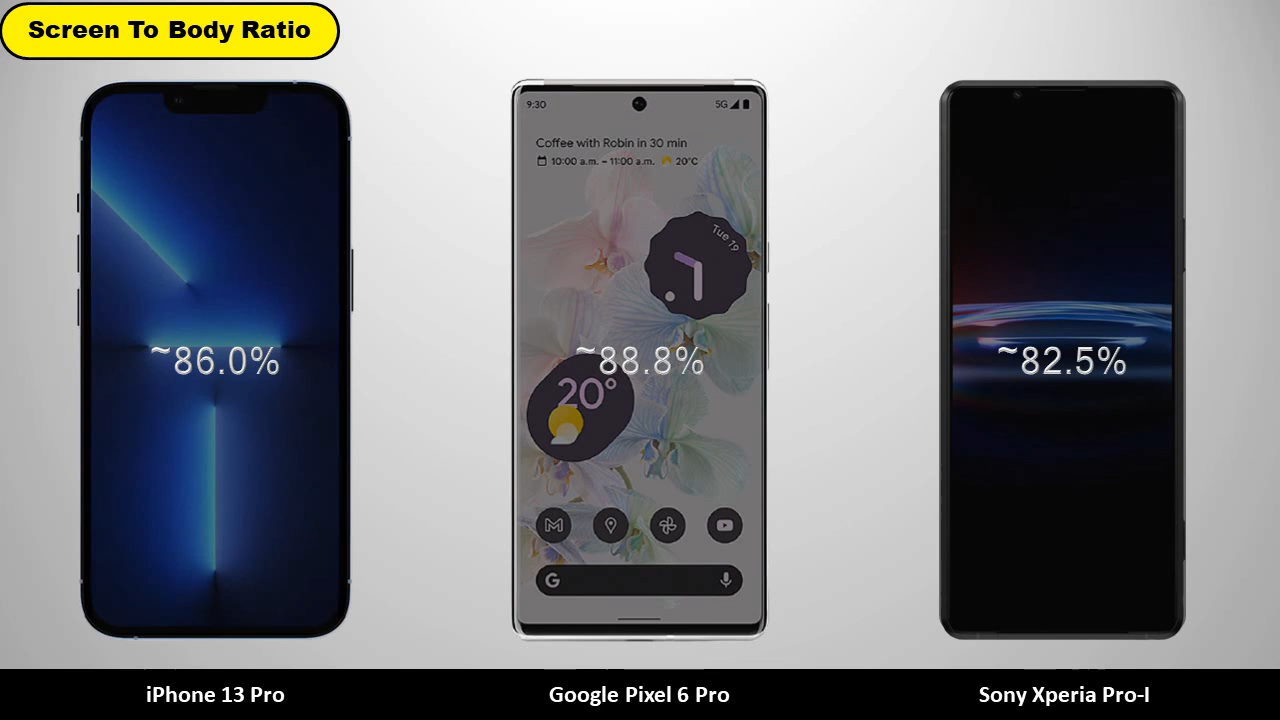 Screen To Body Ratio
9:30
5G
Coffee with Robin in 30 min
10:00 a.m. – 11:00 a.m. 20°C
Tue 19
~86.0%
~88.8%
~82.5%
20°
G
iPhone 13 Pro
Google Pixel 6 Pro
Sony Xperia Pro-I